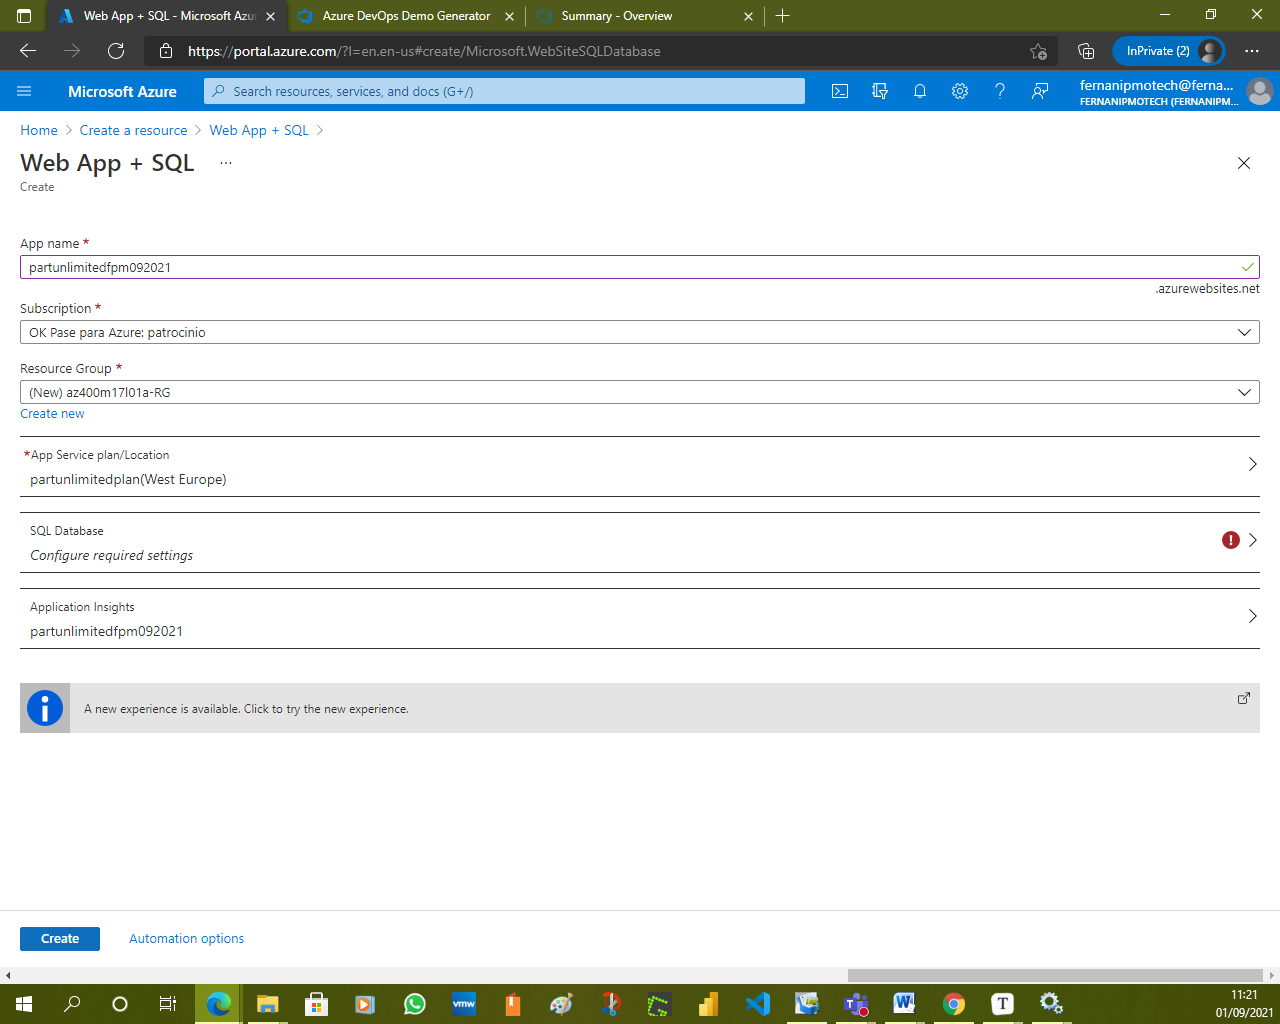 Web App + SQL - Microsoft Azur
Azure DevOps Demo Generator
Summary - Overview
https://portal.azure.com/?l=en.en-us#create/Microsoft.WebSiteSQLDatabase
InPrivate (2)
Microsoft Azure
Search resources, services, and docs (G+/)
fernanipmotech@ferna...
FERNANIPMOTECH (FERNANIPM...
Home > Create a resource > Web App + SQL >
Web App + SQL ...
Create
App name *
partunlimitedfpm092021
.azurewebsites.net
Subscription *
OK Pase para Azure: patrocinio
Resource Group *
(New) az400m17l01a-RG
Create new
*App Service plan/Location
partunlimitedplan(West Europe)
SQL Database
Configure required settings
Application Insights
partunlimitedfpm092021
A new experience is available. Click to try the new experience.
Create
Automation options
vmw
11:21
01/09/2021